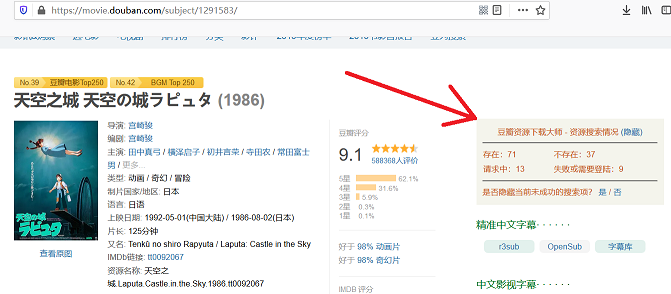 https://movie.douban.com/subject/1291583/
No.39 豆瓣电影Top250 No.42 BGM Top 250
天空之城 天空の城ラピュタ (1986)
导演: 宫崎骏
编剧: 宫崎骏
主演: 田中真弓 / 横泽启子 / 初井言荣 / 寺田农 / 常田富士
男 / 更多...
类型: 动画 / 奇幻 / 冒险
制片国家/地区: 日本
语言: 日语
上映日期: 1992-05-01(中国大陆) / 1986-08-02(日本)
片长: 125分钟
又名: Tenkû no shiro Rapyuta / Laputa: Castle in the Sky
IMDb链接: tt0092067
资源名称: 天空之
城.Laputa.Castle.in.the.Sky.1986.tt0092067
天空の城ラピュタ
查看原图
豆瓣评分
9.1
588368人评价
5星 62.1%
4星 31.6%
3星 5.9%
2星 0.3%
1星 0.1%
好于 98% 动画片
好于 98% 奇幻片
IMDB 评分
豆瓣资源下载大师 - 资源搜索情况 (隐藏)
存在：71 不存在：37
请求中：13 失败或需要登陆：9
是否隐藏当前未成功的搜索项？ 是 / 否
精准中文字幕 · · · · · ·
r3sub OpenSub 字幕库
中文影视字幕 · · · · · ·